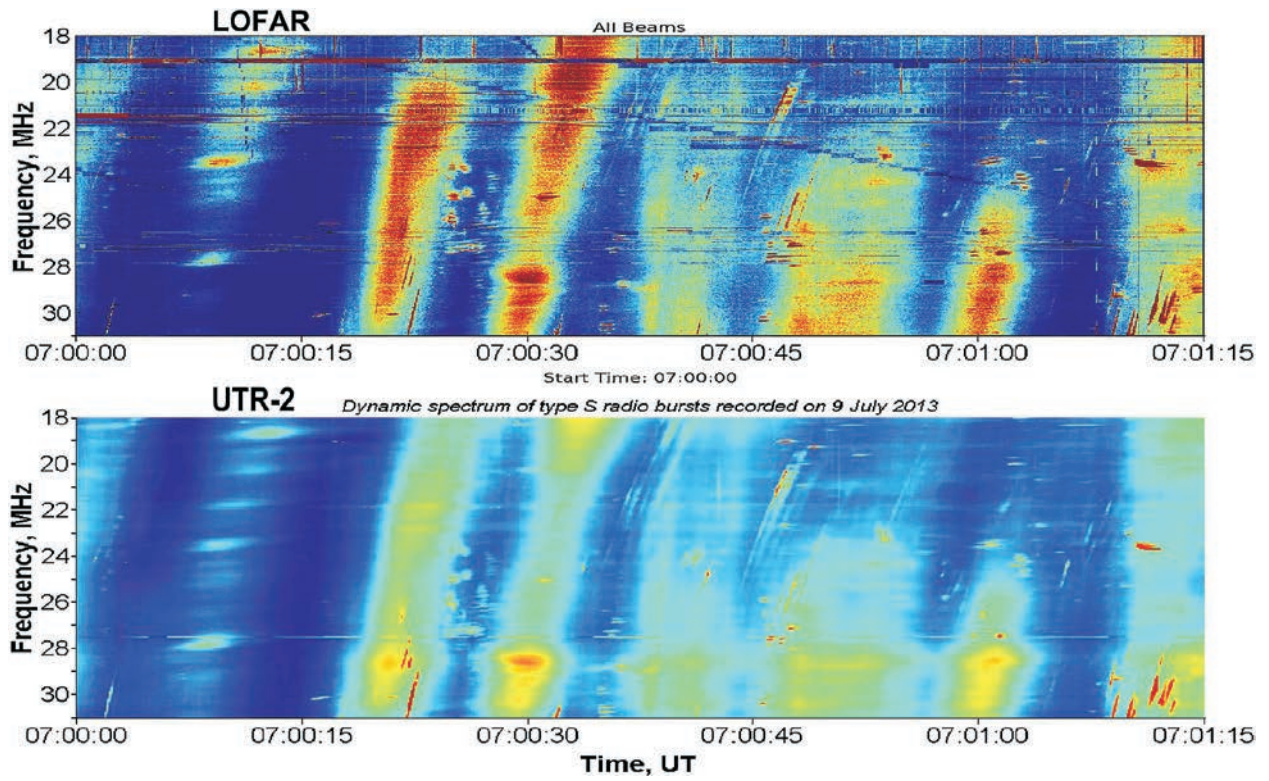 LOFAR
All Beams
Frequency, MHz
18
20
22
24
26
28
30
07:00:00 07:00:15 07:00:30 07:00:45 07:01:00 07:01:15
Start Time: 07:00:00
UTR-2
Dynamic spectrum of type S radio bursts recorded on 9 July 2013
Frequency, MHz
18
20
22
24
26
28
30
07:00:00 07:00:15 07:00:30 07:00:45 07:01:00 07:01:15
Time, UT